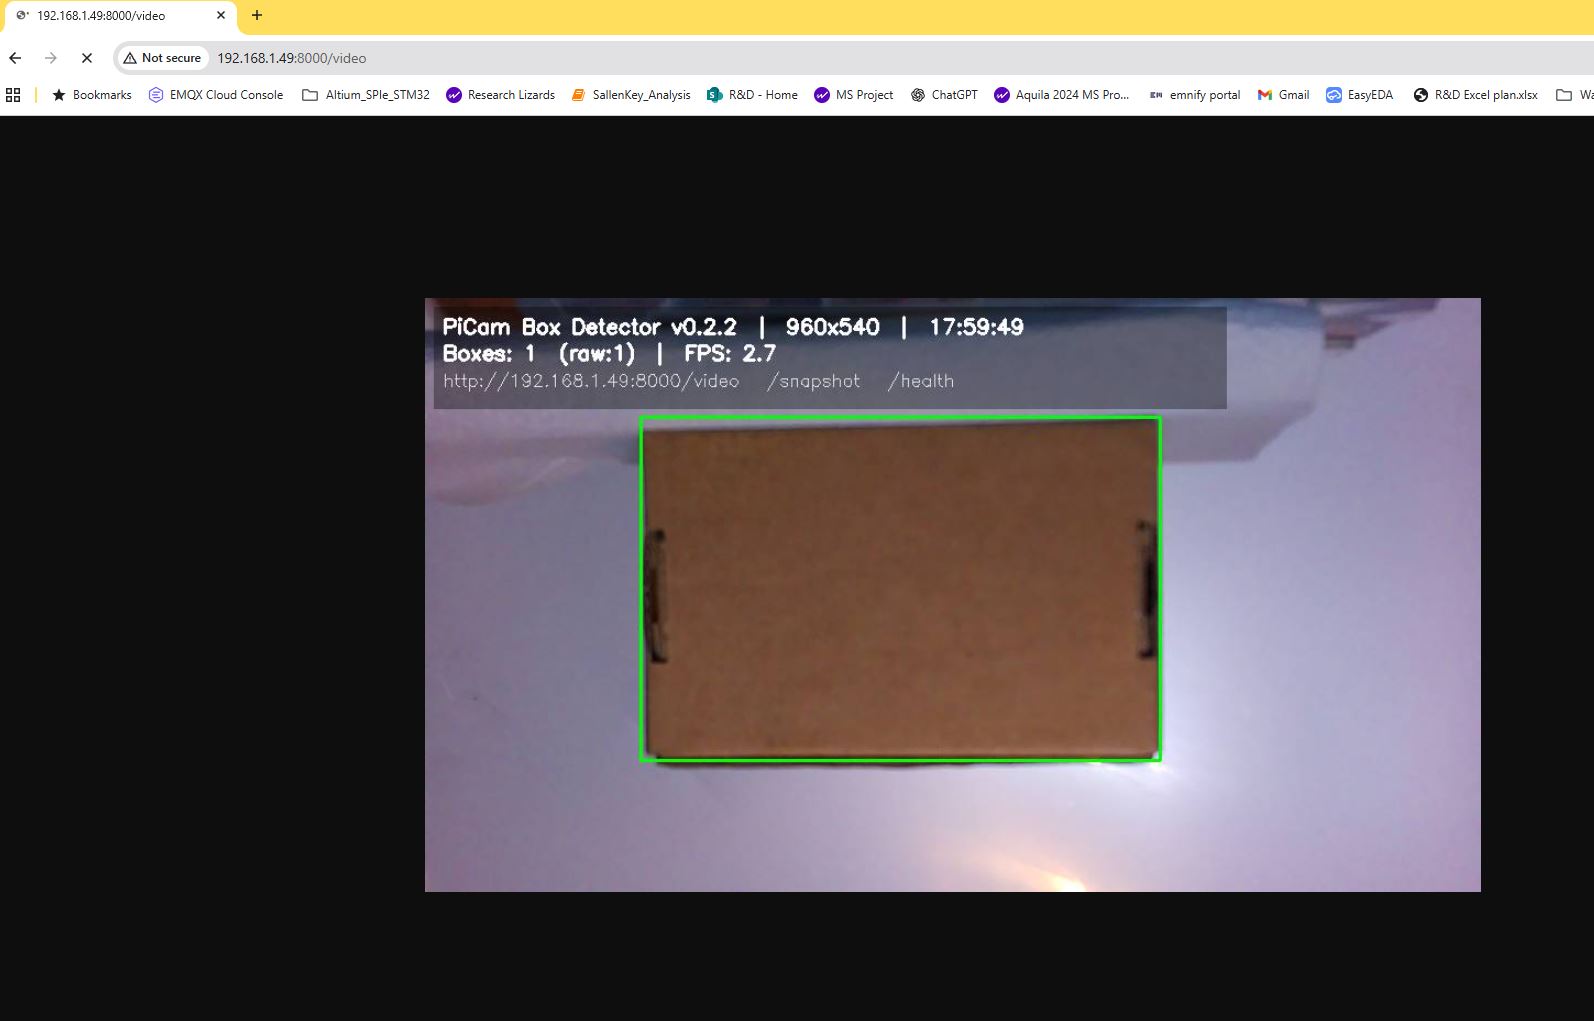 192.168.1.49:8000/video
Not secure
192.168.1.49:8000/video
Bookmarks
EMQX Cloud Console
Altium_SPIe_STM32
Research Lizards
SallenKey_Analysis
R&D - Home
MS Project
ChatGPT
Aquila 2024 MS Pro...
emnify portal
Gmail
EasyEDA
R&D Excel plan.xlsx
PiCam Box Detector v0.2.2 | 960x540 | 17:59:49
Boxes: 1 (raw:1) | FPS: 2.7
http://192.168.1.49:8000/video /snapshot /health